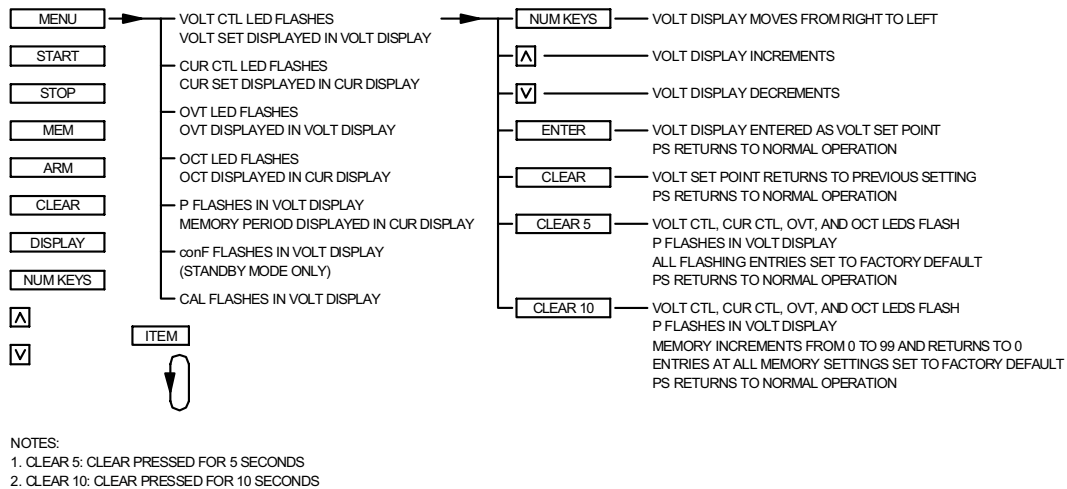 MENU
START
STOP
MEM
ARM
CLEAR
DISPLAY
NUM KEYS
VOLT CTL LED FLASHES
VOLT SET DISPLAYED IN VOLT DISPLAY
CUR CTL LED FLASHES
CUR SET DISPLAYED IN CUR DISPLAY
OVT LED FLASHES
OVT DISPLAYED IN VOLT DISPLAY
OCT LED FLASHES
OCT DISPLAYED IN CUR DISPLAY
P FLASHES IN VOLT DISPLAY
MEMORY PERIOD DISPLAYED IN CUR DISPLAY
conF FLASHES IN VOLT DISPLAY
(STANDBY MODE ONLY)
CAL FLASHES IN VOLT DISPLAY
ITEM
NUM KEYS
VOLT DISPLAY MOVES FROM RIGHT TO LEFT
VOLT DISPLAY INCREMENTS
VOLT DISPLAY DECREMENTS
ENTER
VOLT DISPLAY ENTERED AS VOLT SET POINT
PS RETURNS TO NORMAL OPERATION
CLEAR
VOLT SET POINT RETURNS TO PREVIOUS SETTING
PS RETURNS TO NORMAL OPERATION
CLEAR 5
VOLT CTL, CUR CTL, OVT, AND OCT LEDS FLASH
P FLASHES IN VOLT DISPLAY
ALL FLASHING ENTRIES SET TO FACTORY DEFAULT
PS RETURNS TO NORMAL OPERATION
CLEAR 10
VOLT CTL, CUR CTL, OVT, AND OCT LEDS FLASH
P FLASHES IN VOLT DISPLAY
MEMORY INCREMENTS FROM 0 TO 99 AND RETURNS TO 0
ENTRIES AT ALL MEMORY SETTINGS SET TO FACTORY DEFAULT
PS RETURNS TO NORMAL OPERATION
NOTES:
1. CLEAR 5: CLEAR PRESSED FOR 5 SECONDS
2. CLEAR 10: CLEAR PRESSED FOR 10 SECONDS